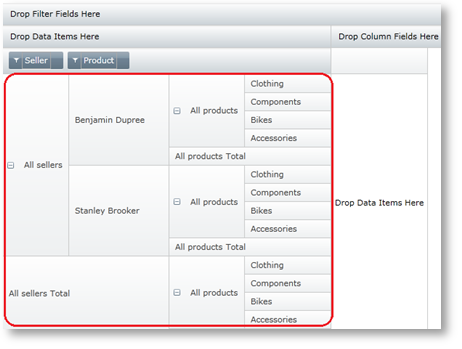 Drop Filter Fields Here
Drop Data Items Here Drop Column Fields Here
Seller Product
Clothing
Benjamin Dupree All products Components
Bikes
Accessories
All products Total
All sellers
Clothing
Stanley Brooker All products Components
Bikes
Accessories
All products Total
Drop Data Items Here
Clothing
All sellers Total All products Components
Bikes
Accessories